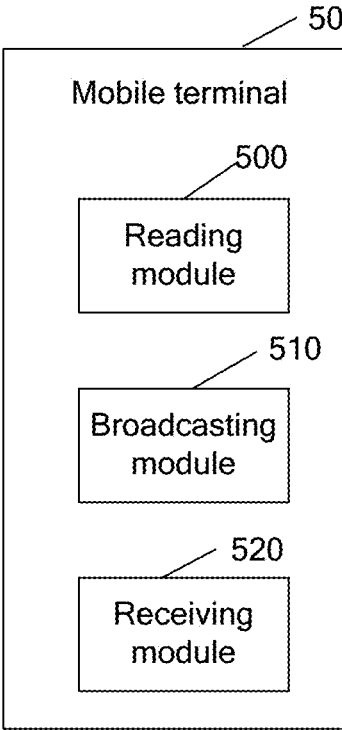 50
Mobile terminal
500
Reading
module
510
Broadcasting
module
520
Receiving
module